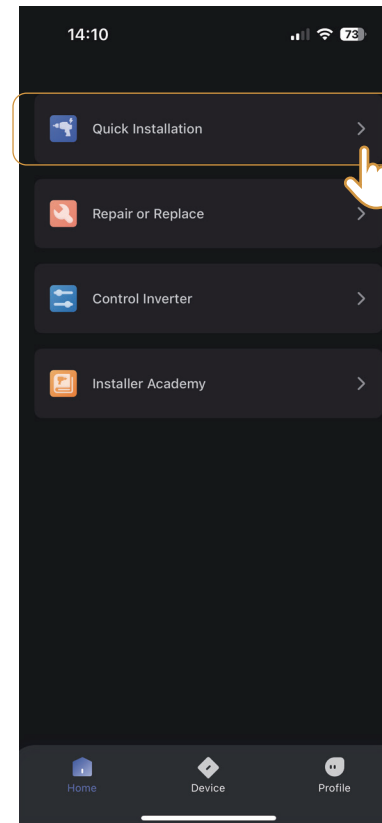 14:10
73
Quick Installation
Repair or Replace
Control Inverter
Installer Academy
Home
Device
Profile